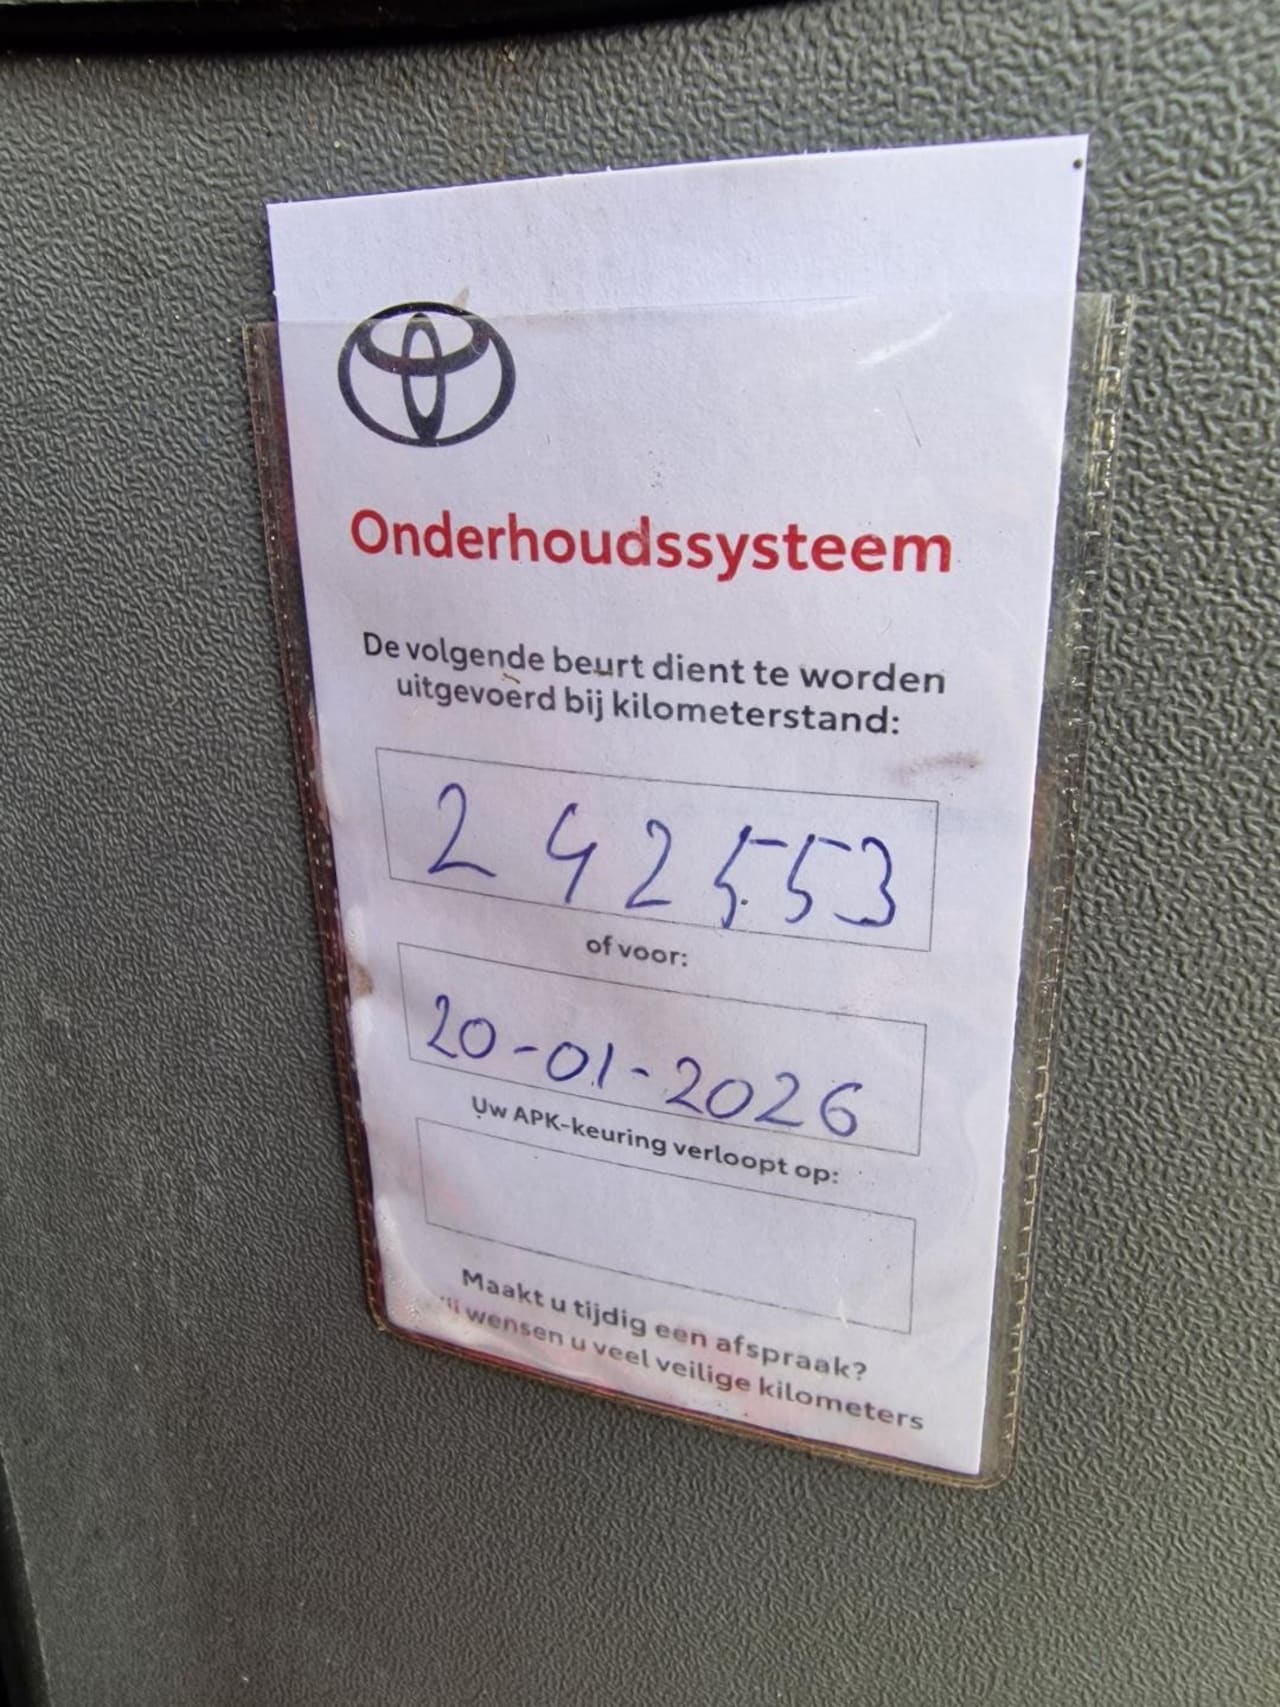 Onderhoudssysteem
De volgende beurt dient te worden
uitgevoerd bij kilometerstand:
242553
of voor:
20-01-2026
Uw APK-keuring verloopt op:
Maakt u tijdig een afspraak?
wensen u veel veilige kilometers